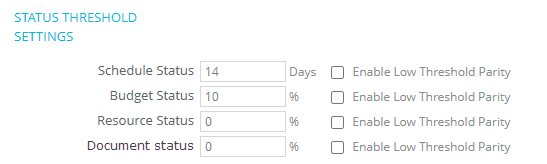 STATUS THRESHOLD
SETTINGS
Schedule Status 14 Days Enable Low Threshold Parity
Budget Status 10 % Enable Low Threshold Parity
Resource Status 0 % Enable Low Threshold Parity
Document status 0 % Enable Low Threshold Parity